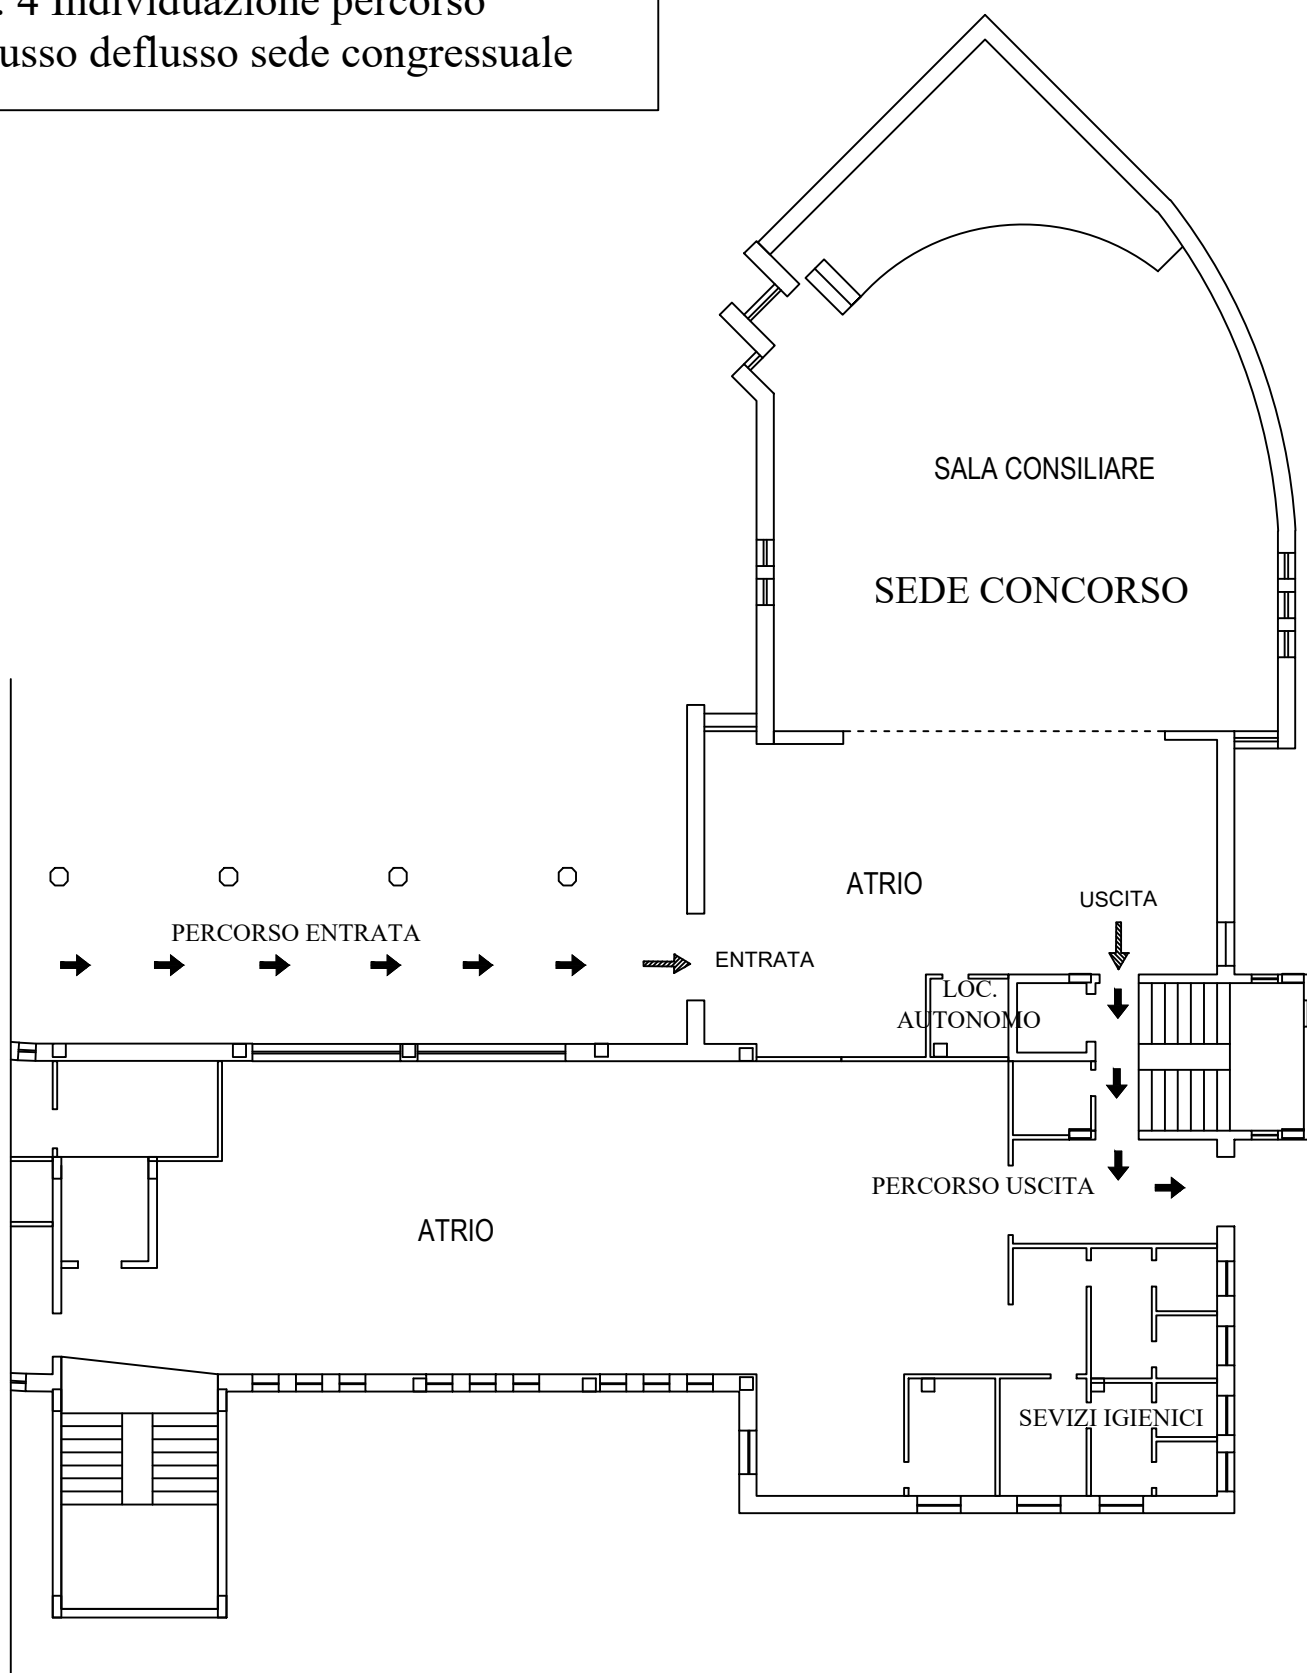 4 Individuazione percorso
deflusso sede congressuale
SALA CONSILIARE
SEDE CONCORSO
ATRIO
USCITA
PERCORSO ENTRATA
ENTRATA
LOC.
AUTONOMO
PERCORSO USCITA
ATRIO
SEVIZI IGIENICI